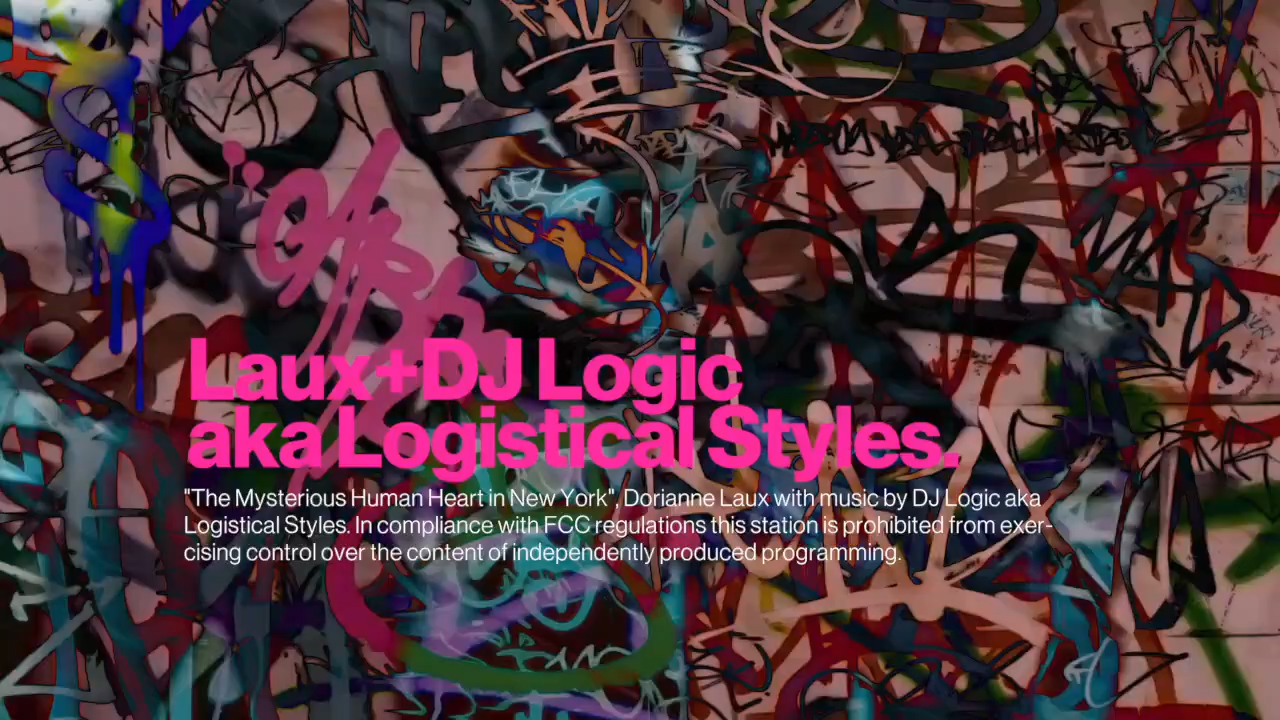 Laux+DJ Logic
aka Logistical Styles.
"The Mysterious Human Heart in New York", Dorianne Laux with music by DJ Logic aka
Logistical Styles. In compliance with FCC regulations this station is prohibited from exer-
cising control over the content of independently produced programming.